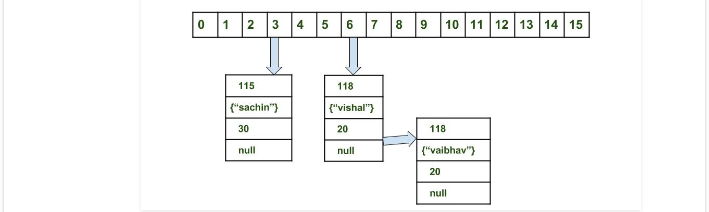 0 1 2 3 4 5 6 7 8 9 10 11 12 13 14 15
115
{“sachin”}
30
null
118
{“vishal”}
20
null
118
{“vaibhav”}
20
null